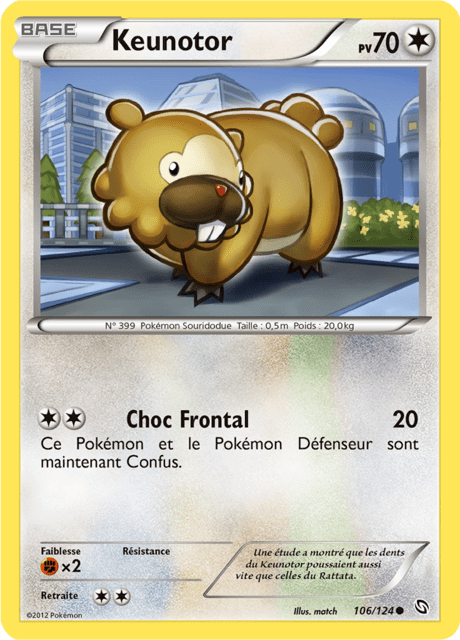 BASE
Keunotor
PV70
N° 399 Pokémon Souridodue Taille : 0,5m Poids : 20,0kg
Choc Frontal 20
Ce Pokémon et le Pokémon Défenseur sont
maintenant Confus.
Faiblesse Résistance
×2
Retraite
Une étude a montré que les dents
du Keunotor poussaient aussi
vite que celles du Rattata.
©2012 Pokémon
Illus. match 106/124